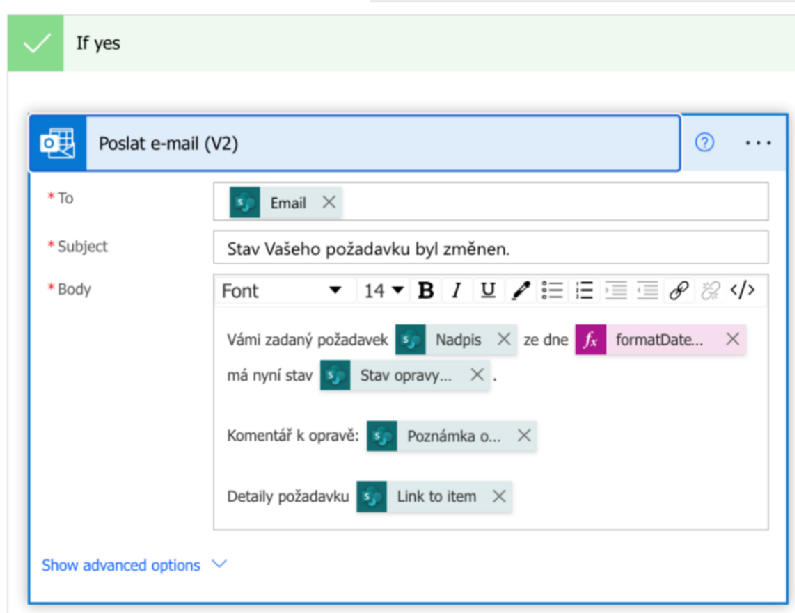 If yes
Poslat e-mail (V2)
* To
Email
* Subject
Stav Vašeho požadavku byl změnen.
* Body
Font 14 B I U </>
Vámi zadaný požadavek Nadpis ze dne fx formatDate...
má nyní stav Stav opravy... .
Komentář k opravě: Poznámka o...
Detaily požadavku Link to item
Show advanced options